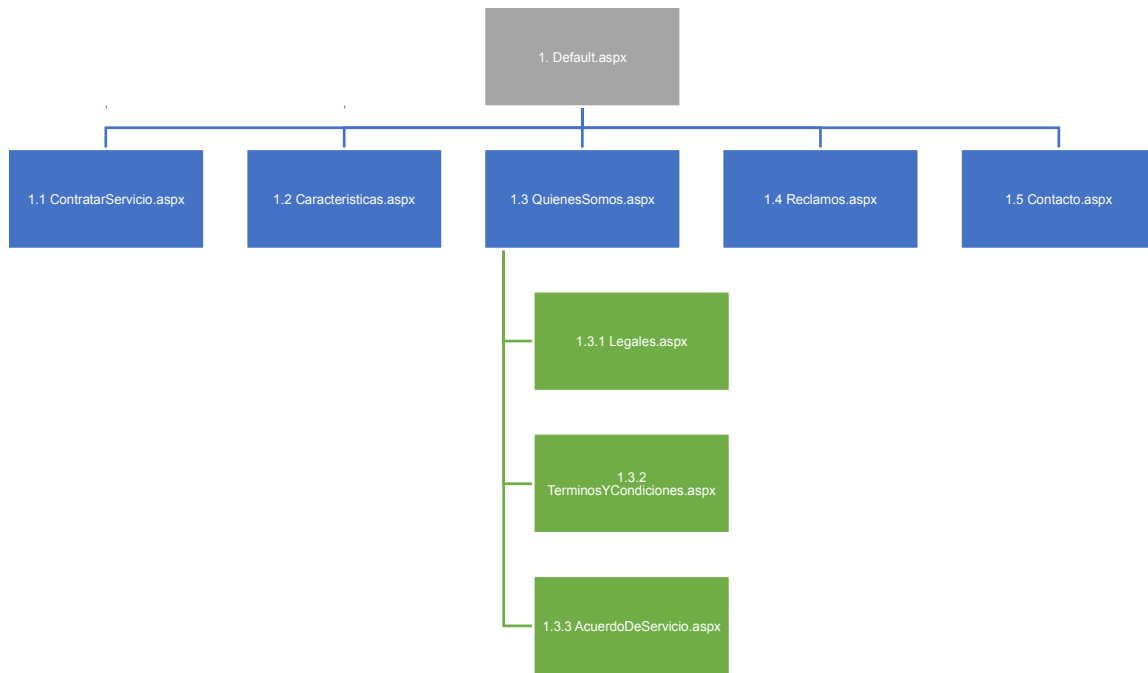 1. Default.aspx
1.1 ContratarServicio.aspx
1.2 Caracteristicas.aspx
1.3 QuienesSomos.aspx
1.4 Reclamos.aspx
1.5 Contacto.aspx
1.3.1 Legales.aspx
1.3.2
TerminosYCondiciones.aspx
1.3.3 AcuerdoDeServicio.aspx